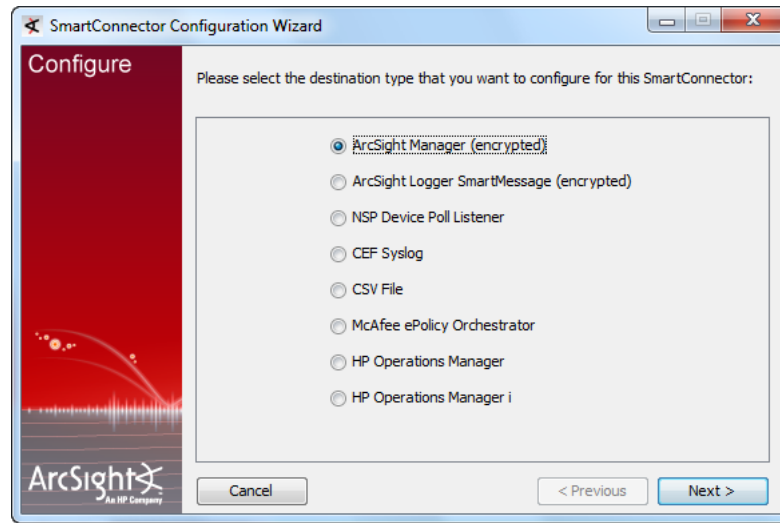 SmartConnector Configuration Wizard
Configure
Please select the destination type that you want to configure for this SmartConnector:
ArcSight Manager (encrypted)
ArcSight Logger SmartMessage (encrypted)
NSP Device Poll Listener
CEF Syslog
CSV File
McAfee ePolicy Orchestrator
HP Operations Manager
HP Operations Manager i
ArcSight
An HP Company
Cancel
< Previous
Next >